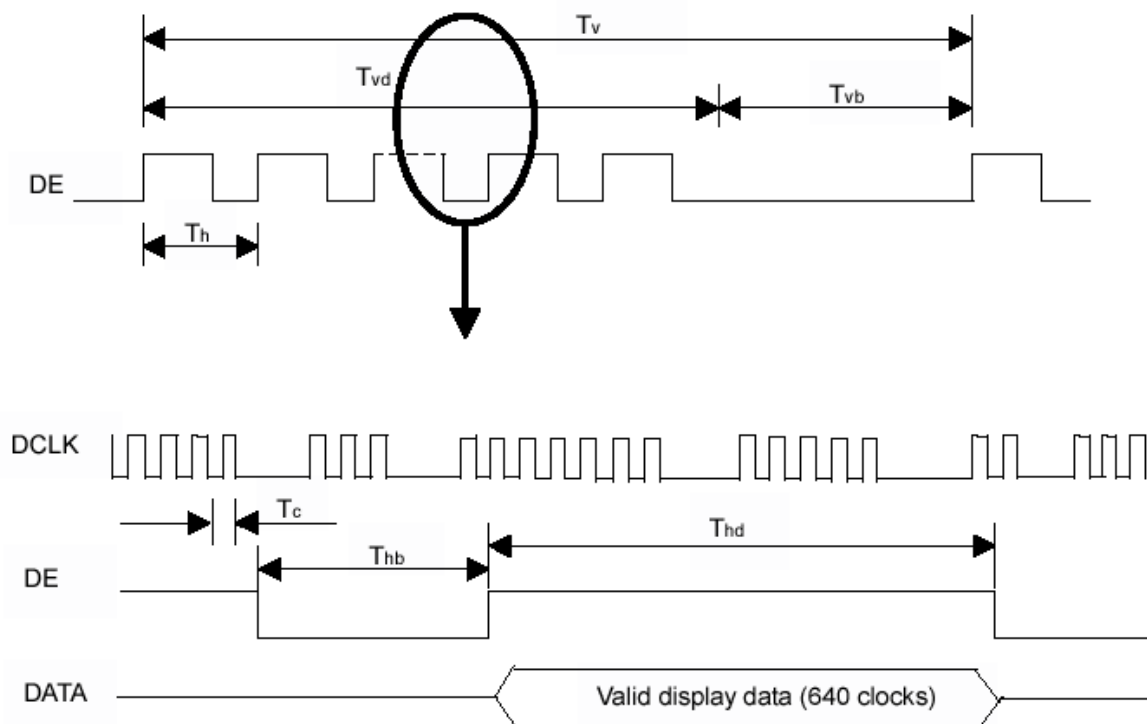 Tv
Tvd
Tvb
DE
Th
DCLK
Tc
Thd
Thb
DE
DATA
Valid display data (640 clocks)